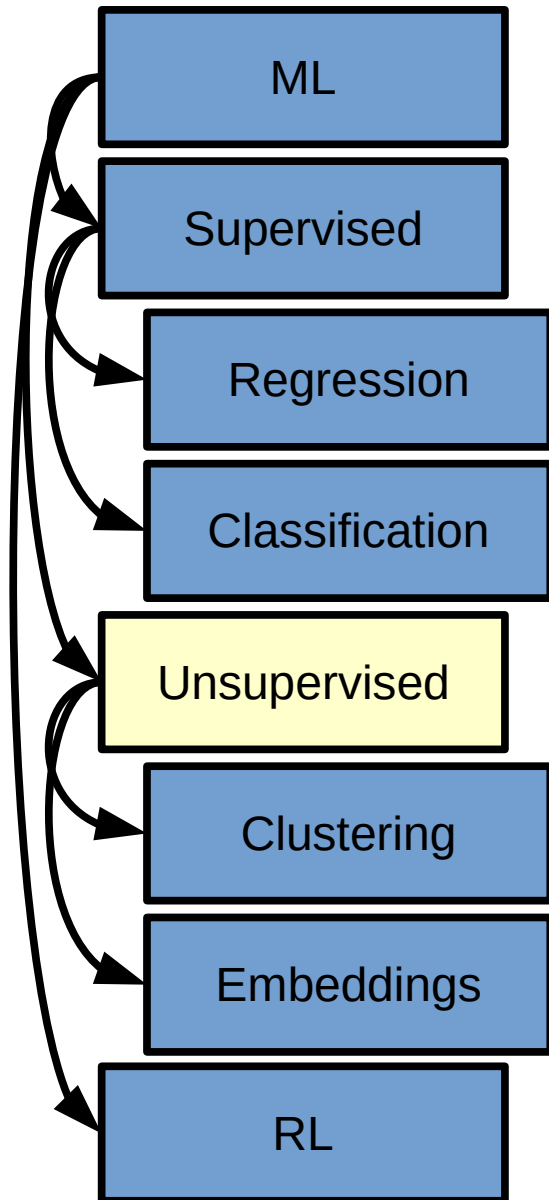 ML
Supervised
Regression
Classification
Unsupervised
Clustering
Embeddings
RL